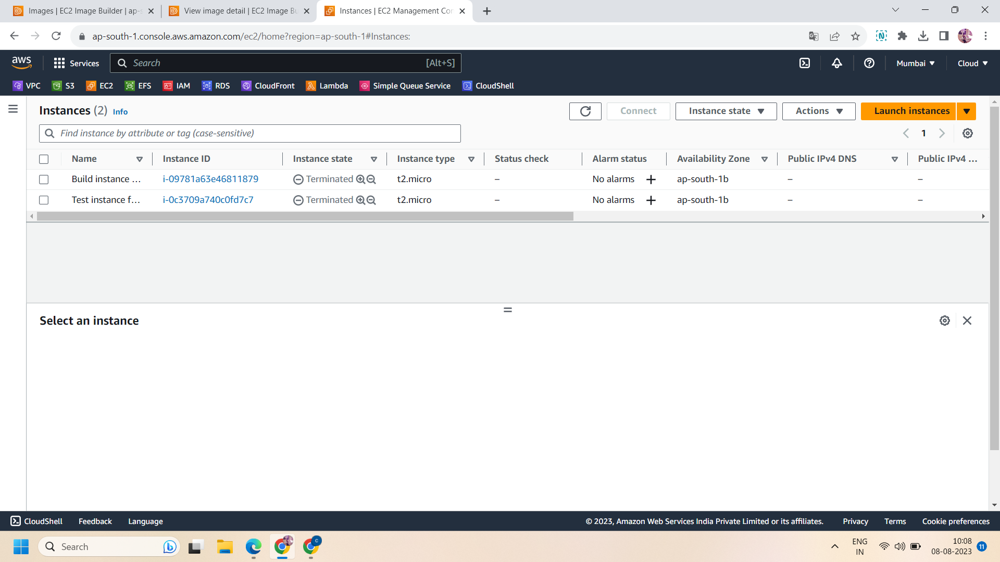 Images | EC2 Image Builder | ap-s
View image detail | EC2 Image Bu
Instances | EC2 Management Con
ap-south-1.console.aws.amazon.com/ec2/home?region=ap-south-1#Instances:
aws
Services
Search
[Alt+S]
Mumbai
Cloud
VPC
S3
EC2
EFS
IAM
RDS
CloudFront
Lambda
Simple Queue Service
CloudShell
Instances (2) Info
Connect
Instance state
Actions
Launch instances
Find instance by attribute or tag (case-sensitive)
1
Name Instance ID Instance state Instance type Status check Alarm status Availability Zone Public IPv4 DNS Public IPv4 ...
Build instance ... i-09781a63e46811879 Terminated t2.micro – No alarms + ap-south-1b – –
Test instance f... i-0c3709a740c0fd7c7 Terminated t2.micro – No alarms + ap-south-1b – –
Select an instance
CloudShell
Feedback
Language
© 2023, Amazon Web Services India Private Limited or its affiliates.
Privacy
Terms
Cookie preferences
Search
C
ENG
IN
10:08
08-08-2023
11